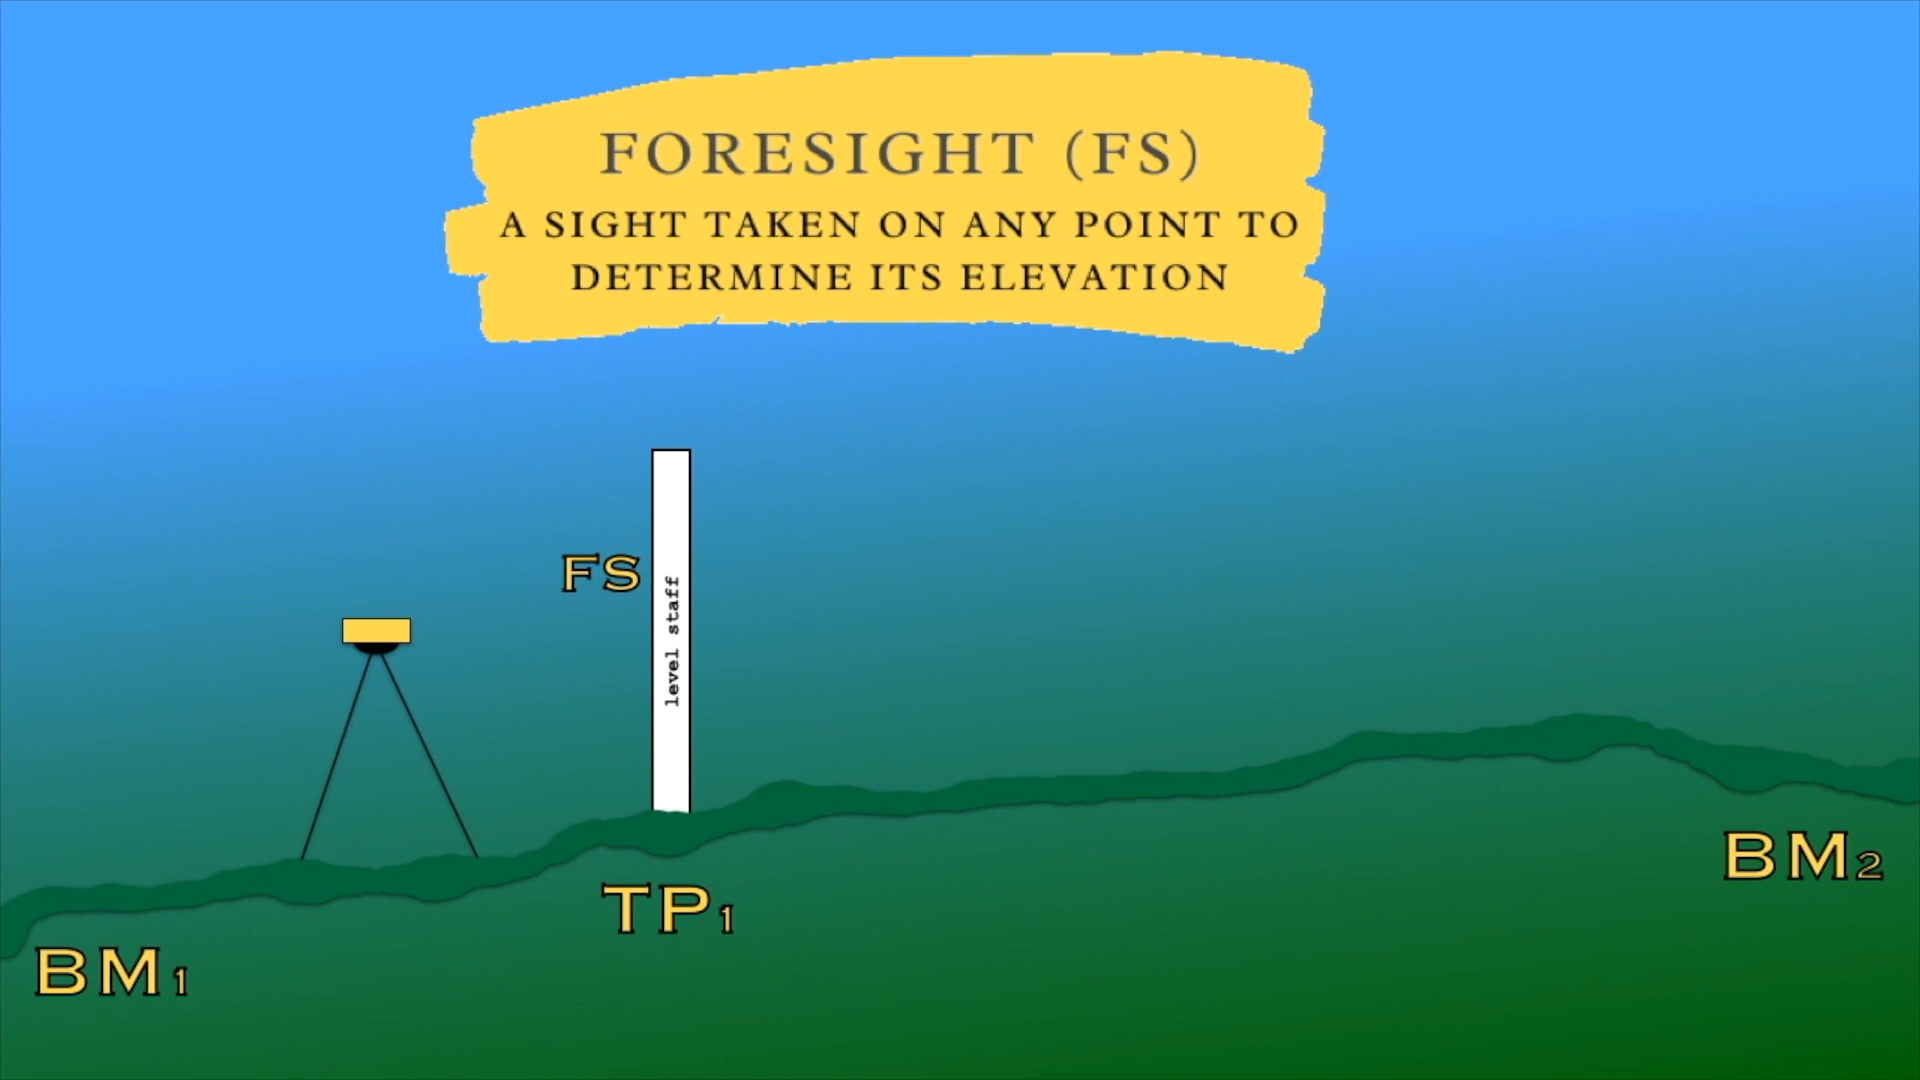 FORESIGHT (FS)
A SIGHT TAKEN ON ANY POINT TO
DETERMINE ITS ELEVATION
FS
level staff
BM2
TP1
BM1